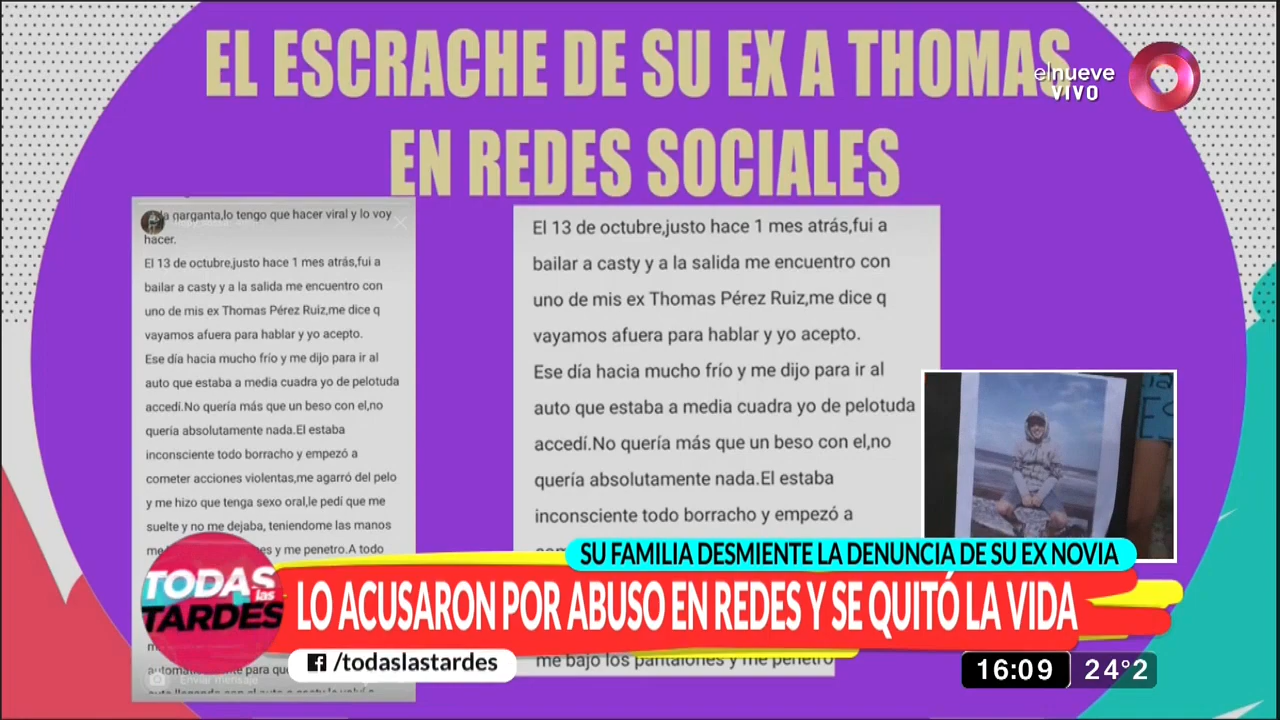 EL ESCRACHE DE SU EX A THOMAS
EN REDES SOCIALES
elnueve
VIVO
la garganta,lo tengo que hacer viral y lo voy
hacer.
El 13 de octubre,justo hace 1 mes atrás,fui a
bailar a casty y a la salida me encuentro con
uno de mis ex Thomas Pérez Ruiz,me dice q
vayamos afuera para hablar y yo acepto.
Ese día hacia mucho frío y me dijo para ir al
auto que estaba a media cuadra yo de pelotuda
accedí.No quería más que un beso con el,no
quería absolutamente nada.El estaba
inconsciente todo borracho y empezó a
cometer acciones violentas,me agarró del pelo
y me hizo que tenga sexo oral,le pedí que me
suelte y no me dejaba, teniendome las manos
me
y me penetro.A todo
para que
Enviar mensaje
El 13 de octubre,justo hace 1 mes atrás,fui a
bailar a casty y a la salida me encuentro con
uno de mis ex Thomas Pérez Ruiz,me dice q
vayamos afuera para hablar y yo acepto.
Ese día hacia mucho frío y me dijo para ir al
auto que estaba a media cuadra yo de pelotuda
accedí.No quería más que un beso con el,no
quería absolutamente nada.El estaba
inconsciente todo borracho y empezó a
me bajo los pantalones y me penetro
SU FAMILIA DESMIENTE LA DENUNCIA DE SU EX NOVIA
TODAS
las
TARDES
LO ACUSARON POR ABUSO EN REDES Y SE QUITÓ LA VIDA
/todaslastardes
16:09
24°2